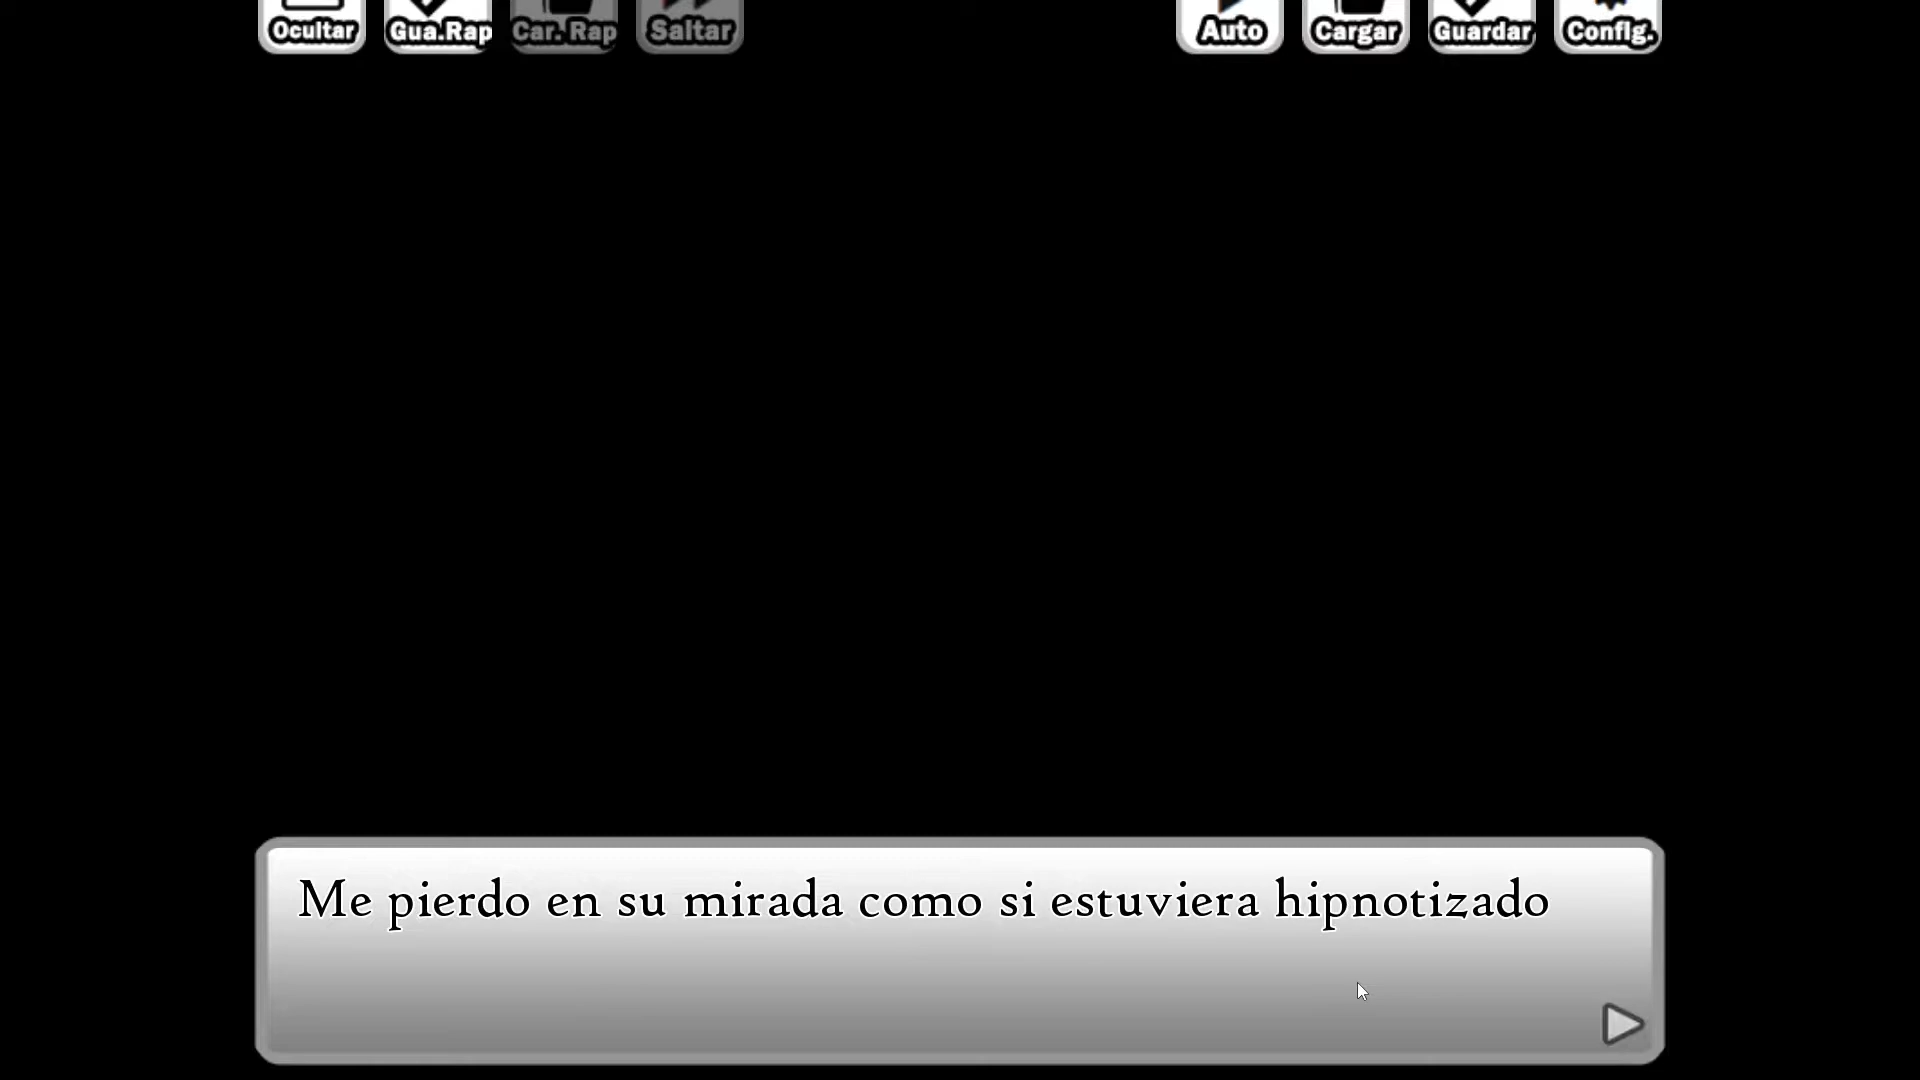 Ocultar Gua.Rap Car. Rap Saltar Auto Cargar Guardar Config.
Me pierdo en su mirada como si estuviera hipnotizado